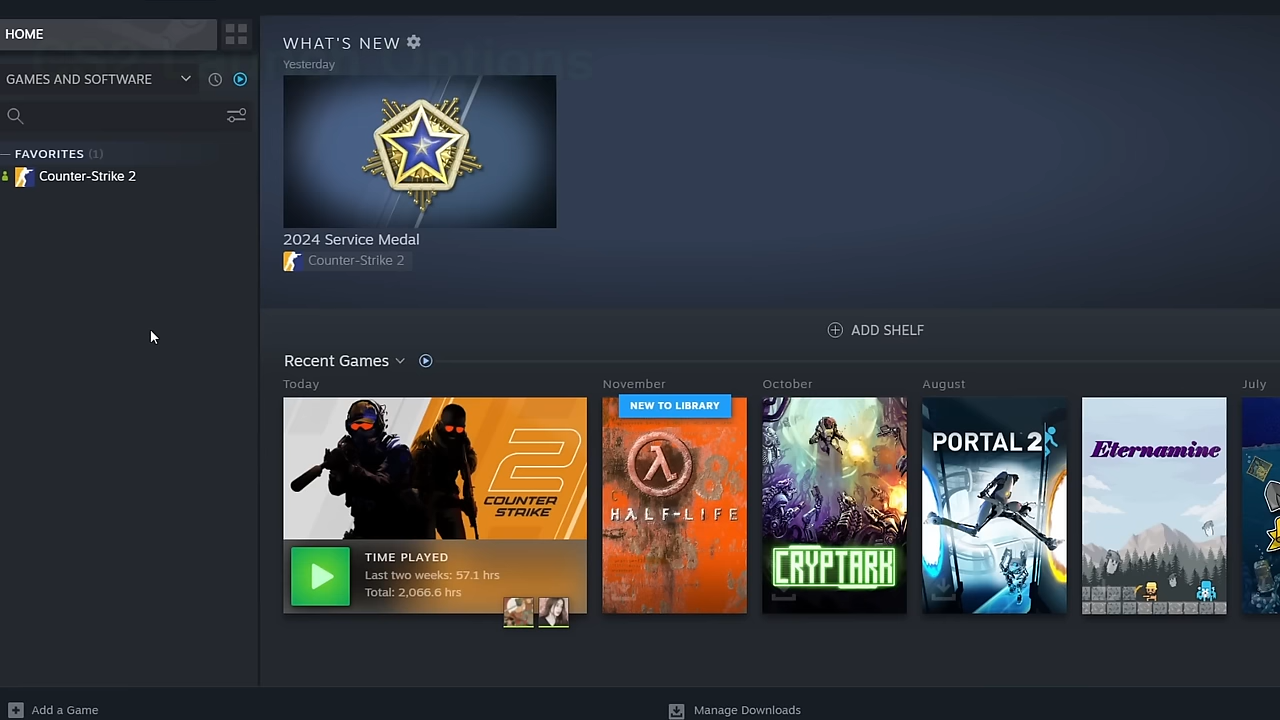 HOME
GAMES AND SOFTWARE
FAVORITES (1)
Counter-Strike 2
WHAT'S NEW
Yesterday
2024 Service Medal
Counter-Strike 2
ADD SHELF
Recent Games
Today
November
October
August
July
NEW TO LIBRARY
2
COUNTER
STRIKE
HALF-LIFE
CRYPTARK
PORTAL 2
Eternamine
TIME PLAYED
Last two weeks: 57.1 hrs
Total: 2,066.6 hrs
Add a Game
Manage Downloads